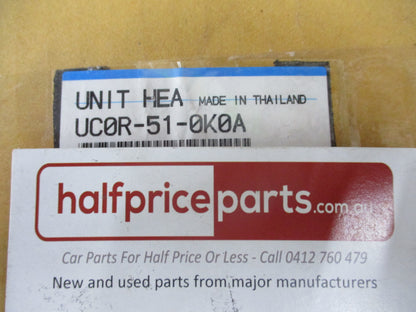 UNIT HEA MADE IN THAILAND
UC0R-51-0K0A
halfpriceparts.com.au
Car Parts For Half Price Or Less - Call 0412 760 479
New and used parts from major manufacturers